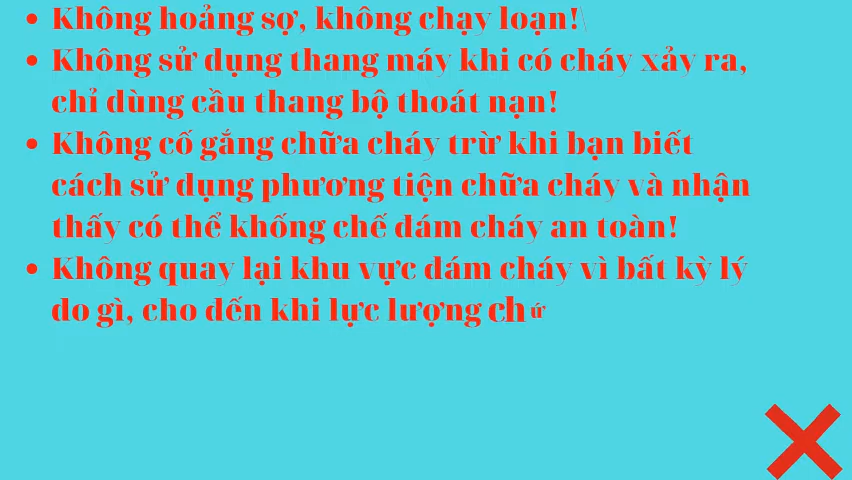 Không hoảng sợ, không chạy loạn!\
Không sử dụng thang máy khi có cháy xảy ra,
chỉ dùng cầu thang bộ thoát nạn!
Không cố gắng chữa cháy trừ khi bạn biết
cách sử dụng phương tiện chữa cháy và nhận
thấy có thể khống chế đám cháy an toàn!
Không quay lại khu vực đám cháy vì bất kỳ lý
do gì, cho đến khi lực lượng chứ